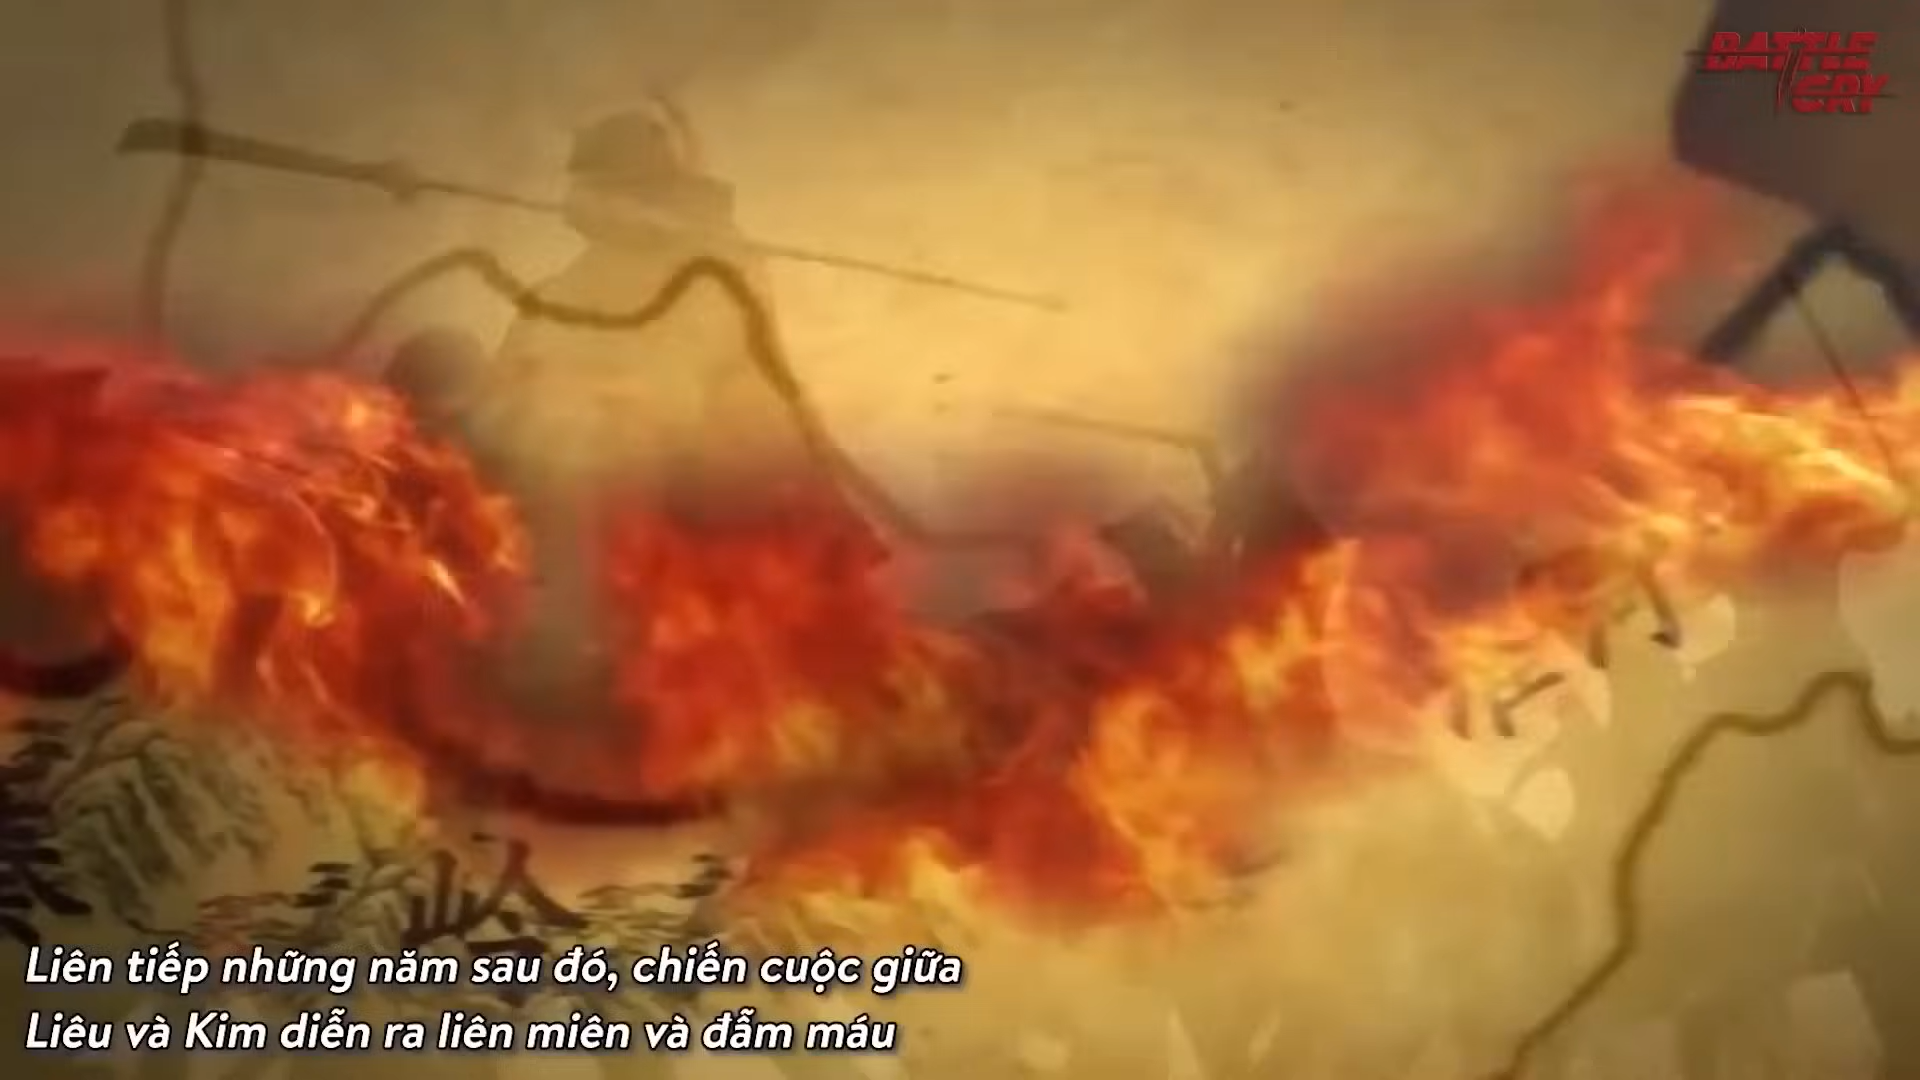 BATTLE
CRY
Liên tiếp những năm sau đó, chiến cuộc giữa
Liêu và Kim diễn ra liên miên và đẫm máu